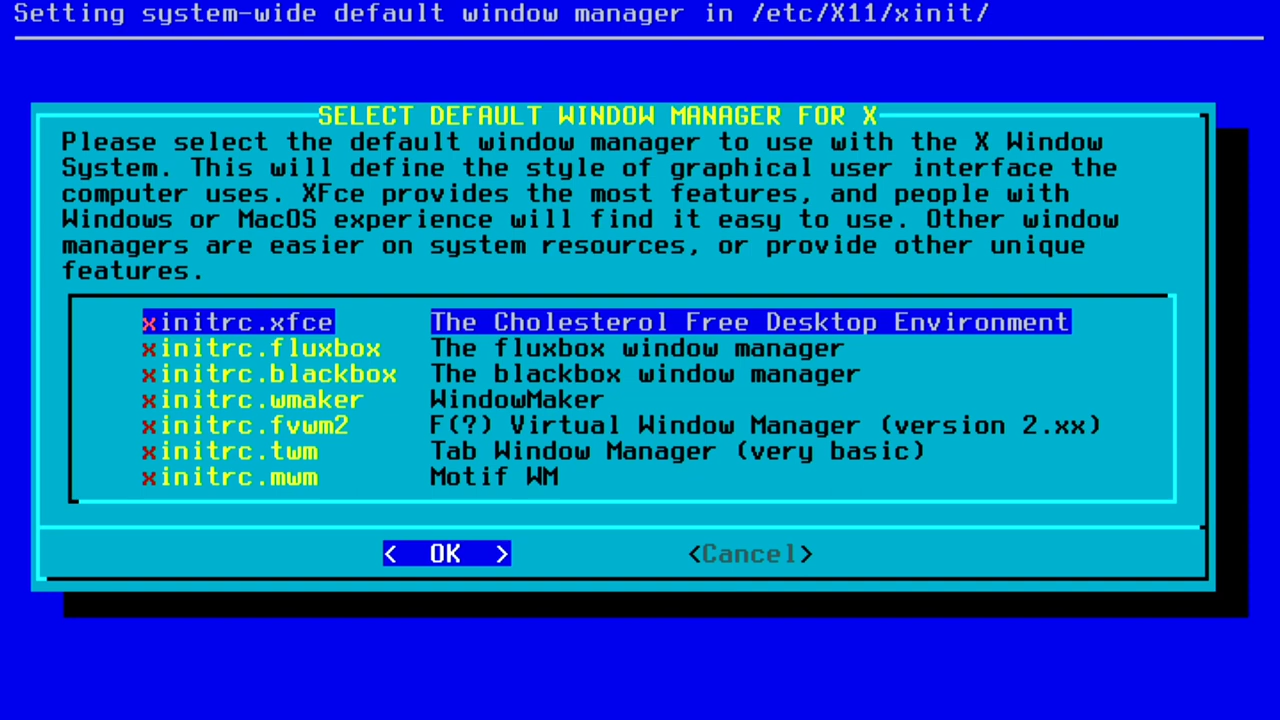 Setting system-wide default window manager in /etc/X11/xinit/
SELECT DEFAULT WINDOW MANAGER FOR X
Please select the default window manager to use with the X Window
System. This will define the style of graphical user interface the
computer uses. XFce provides the most features, and people with
Windows or MacOS experience will find it easy to use. Other window
managers are easier on system resources, or provide other unique
features.
xinitrc.xfce The Cholesterol Free Desktop Environment
xinitrc.fluxbox The fluxbox window manager
xinitrc.blackbox The blackbox window manager
xinitrc.wmaker WindowMaker
xinitrc.fvwm2 F(?) Virtual Window Manager (version 2.xx)
xinitrc.twm Tab Window Manager (very basic)
xinitrc.mwm Motif WM
< OK > <Cancel>